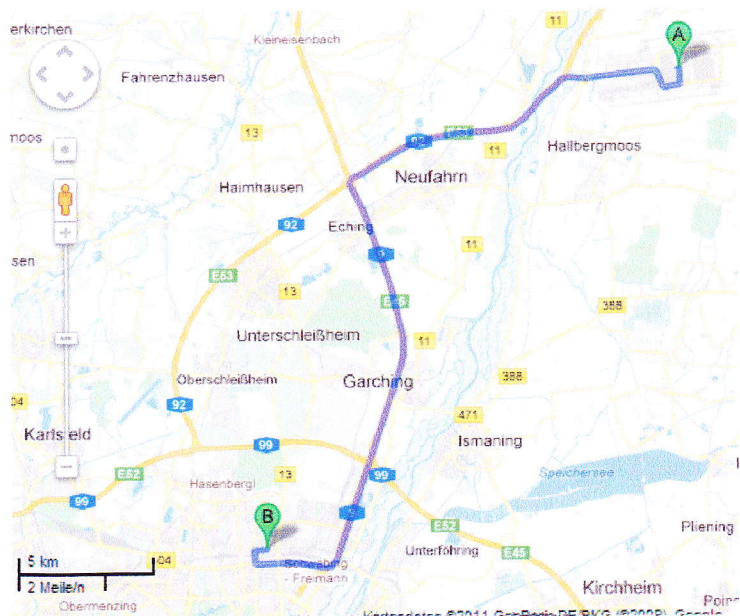 erkirchen
Kleineisenbach
11
A
Fahrenzhausen
moos
13
11
Hallbergmoos
Haimhausen
Neufahrn
92
Eching
11
sen
E53
13
388
Unterschleißheim
11
Oberschleißheim
Garching
388
92
04
471
Karlsfeld
99
Ismaning
E52
Hasenbergl
13
99
Speichersee
99
B
E52
Pliening
5 km
04
Unterföhring
E45
2 Meile/n
- Freimann
Kirchheim
Obermenzing
Poing